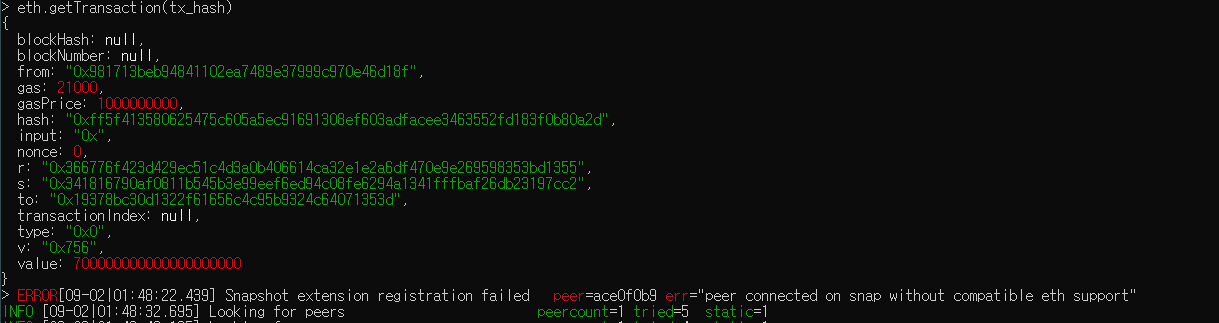 > eth.getTransaction(tx_hash)
{
  blockHash: null,
  blockNumber: null,
  from: "0x981713beb94841102ea7489e37999c970e46d18f",
  gas: 21000,
  gasPrice: 1000000000,
  hash: "0xff5f413580625475c605a5ec91691308ef603adfacee3463552fd183f0b80a2d",
  input: "0x",
  nonce: 0,
  r: "0x366776f423d429ec51c4d3a0b406614ca32e1e2a6df470e9e269598353bd1355",
  s: "0x341816790af0811b545b3e99eef6ed94c08fe6294a1341fffbaf26db23197cc2",
  to: "0x19378bc30d1322f61656c4c95b9324c64071353d",
  transactionIndex: null,
  type: "0x0",
  v: "0x756",
  value: 700000000000000000000
}
> ERROR[09-02|01:48:22.439] Snapshot extension registration failed   peer=ace0f0b9 err="peer connected on snap without compatible eth support"
INFO [09-02|01:48:32.695] Looking for peers                        peercount=1 tried=5  static=1